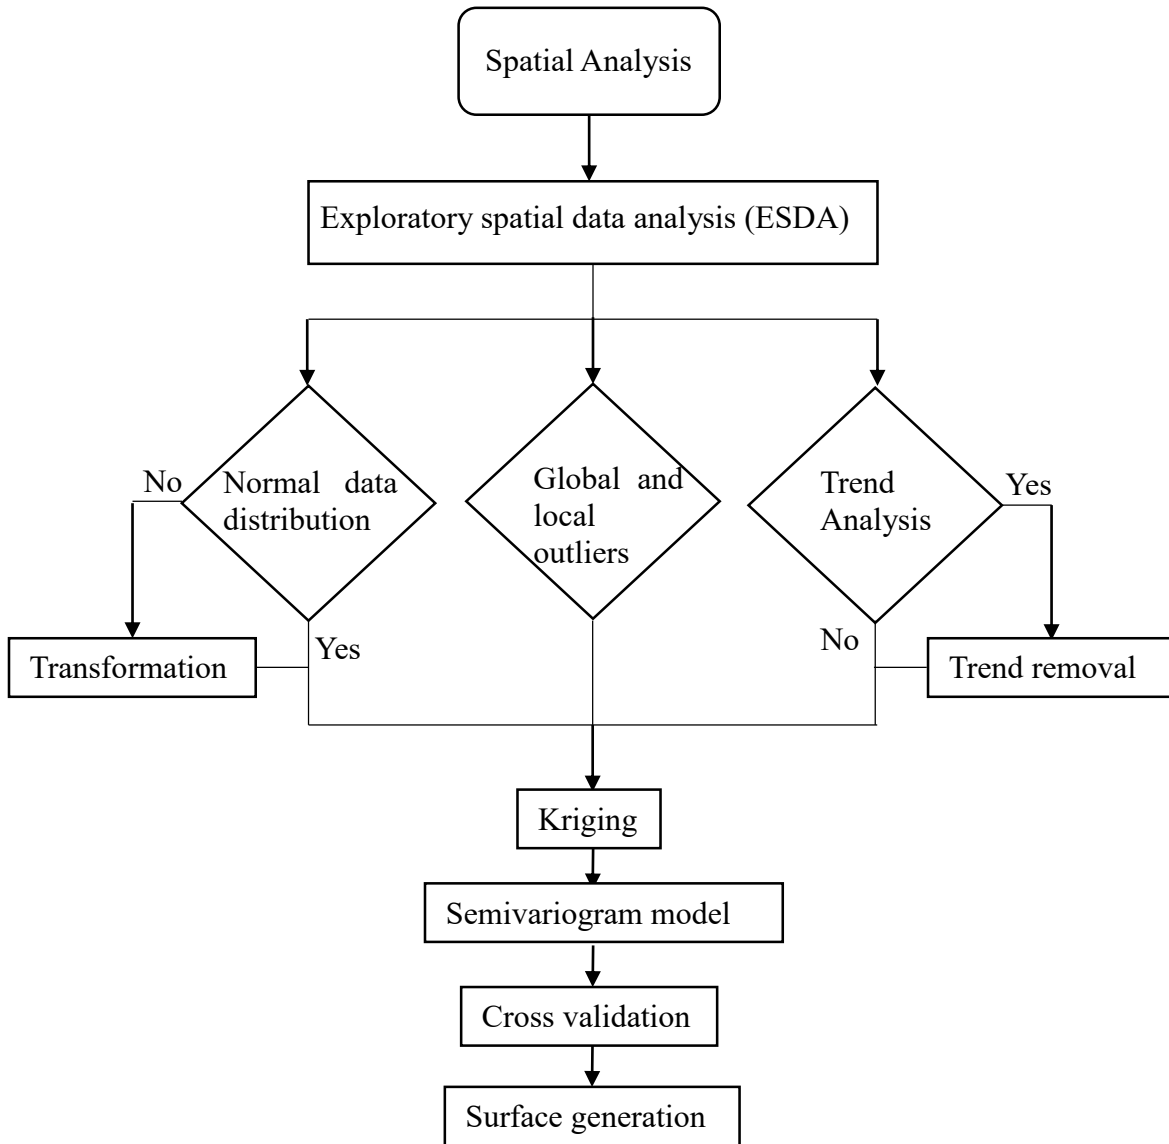 Spatial Analysis
Exploratory spatial data analysis (ESDA)
No
Normal data
distribution
Global and
local
outliers
Trend
Analysis
Yes
Transformation
Yes
No
Trend removal
Kriging
Semivariogram model
Cross validation
Surface generation